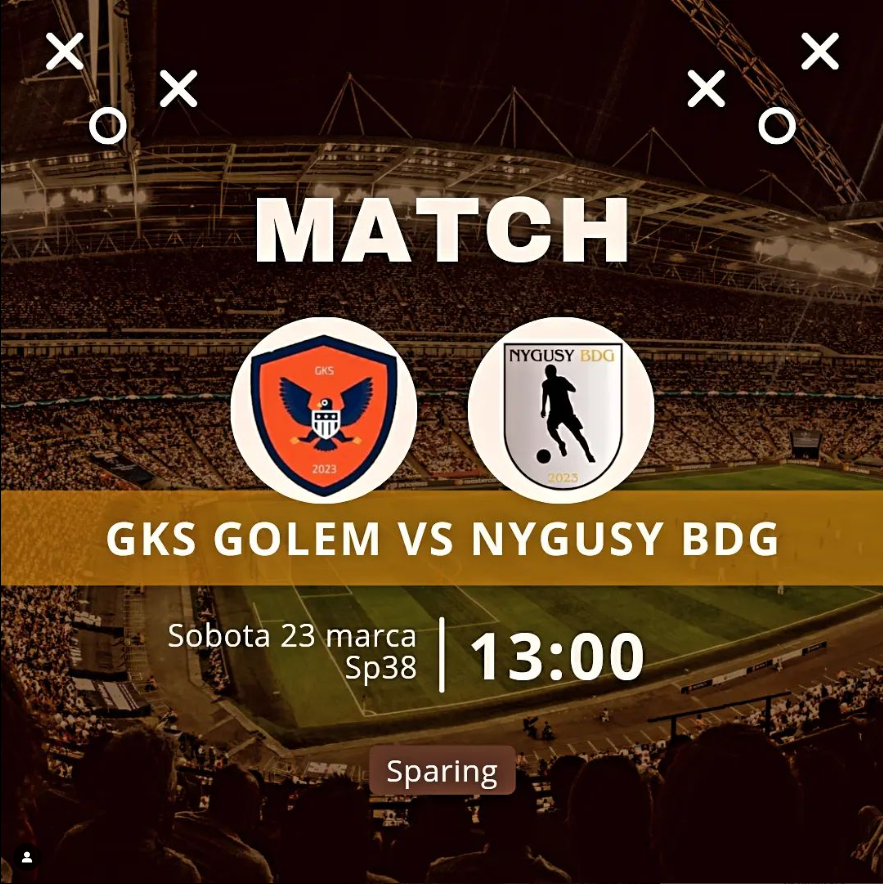 MATCH
GKS
2023
NYGUSY BDG
2023
GKS GOLEM VS NYGUSY BDG
Sobota 23 marca
Sp38
13:00
Sparing